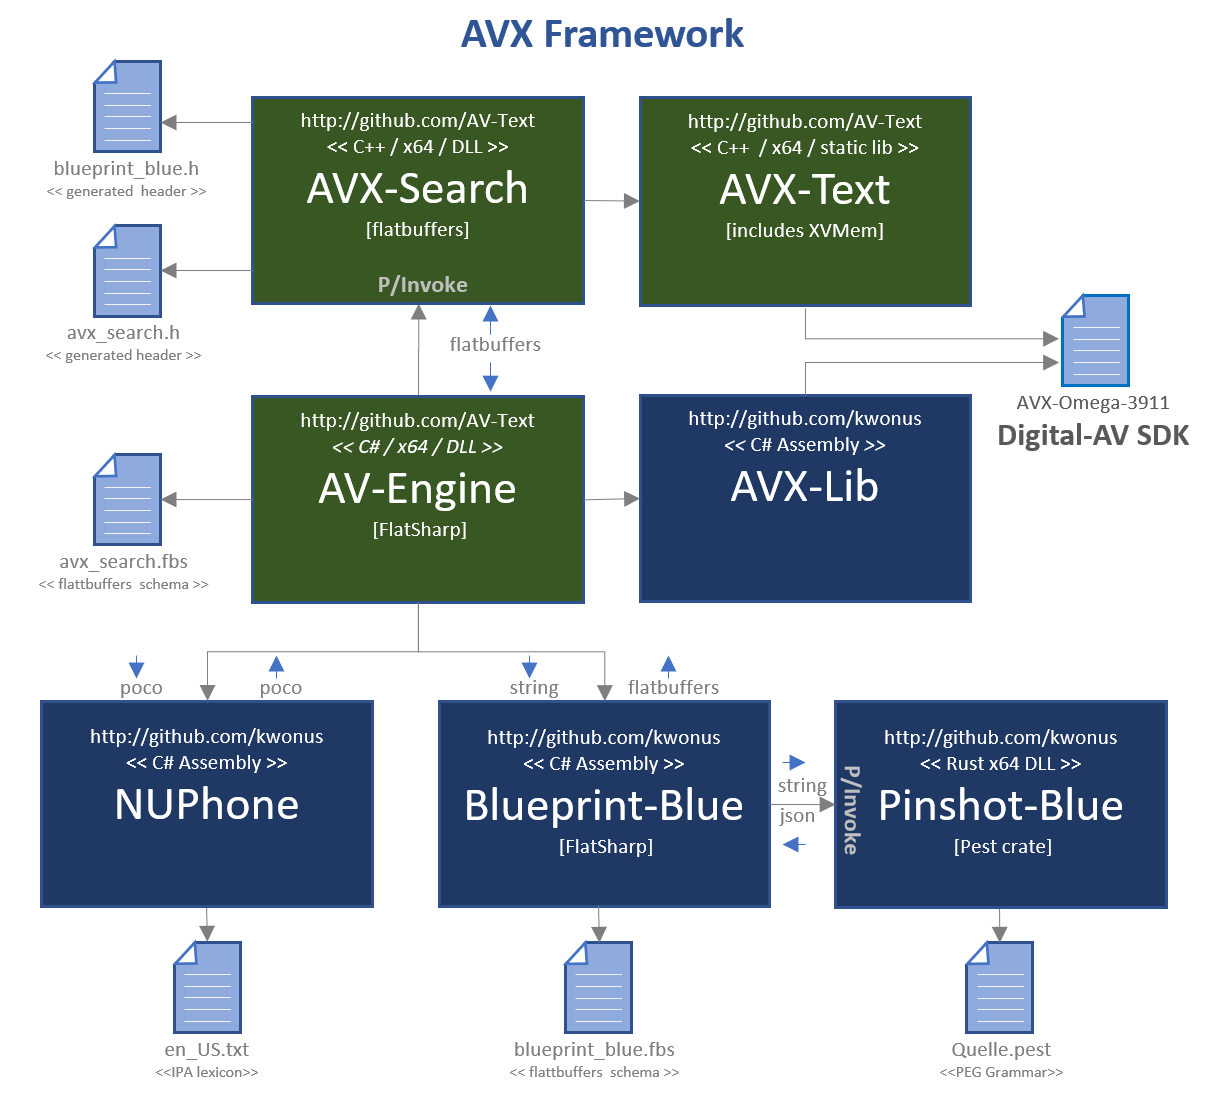 AVX Framework
http://github.com/AV-Text
<< C++ / x64 / DLL >>
AVX-Search
[flatbuffers]
P/Invoke
http://github.com/AV-Text
<< C++  / x64 / static lib >>
AVX-Text
[includes XVMem]
blueprint_blue.h
<< generated  header >>
avx_search.h
<< generated header >>
flatbuffers
AVX-Omega-3911
Digital-AV SDK
http://github.com/AV-Text
<< C# / x64 / DLL >>
AV-Engine
[FlatSharp]
http://github.com/kwonus
<< C# Assembly >>
AVX-Lib
avx_search.fbs
<< flattbuffers  schema >>
poco
poco
string
flatbuffers
http://github.com/kwonus
<< C# Assembly >>
NUPhone
http://github.com/kwonus
<< C# Assembly >>
Blueprint-Blue
[FlatSharp]
string
json
P/Invoke
http://github.com/kwonus
<< Rust x64 DLL >>
Pinshot-Blue
[Pest crate]
en_US.txt
<<IPA lexicon>>
blueprint_blue.fbs
<< flattbuffers  schema >>
Quelle.pest
<<PEG Grammar>>